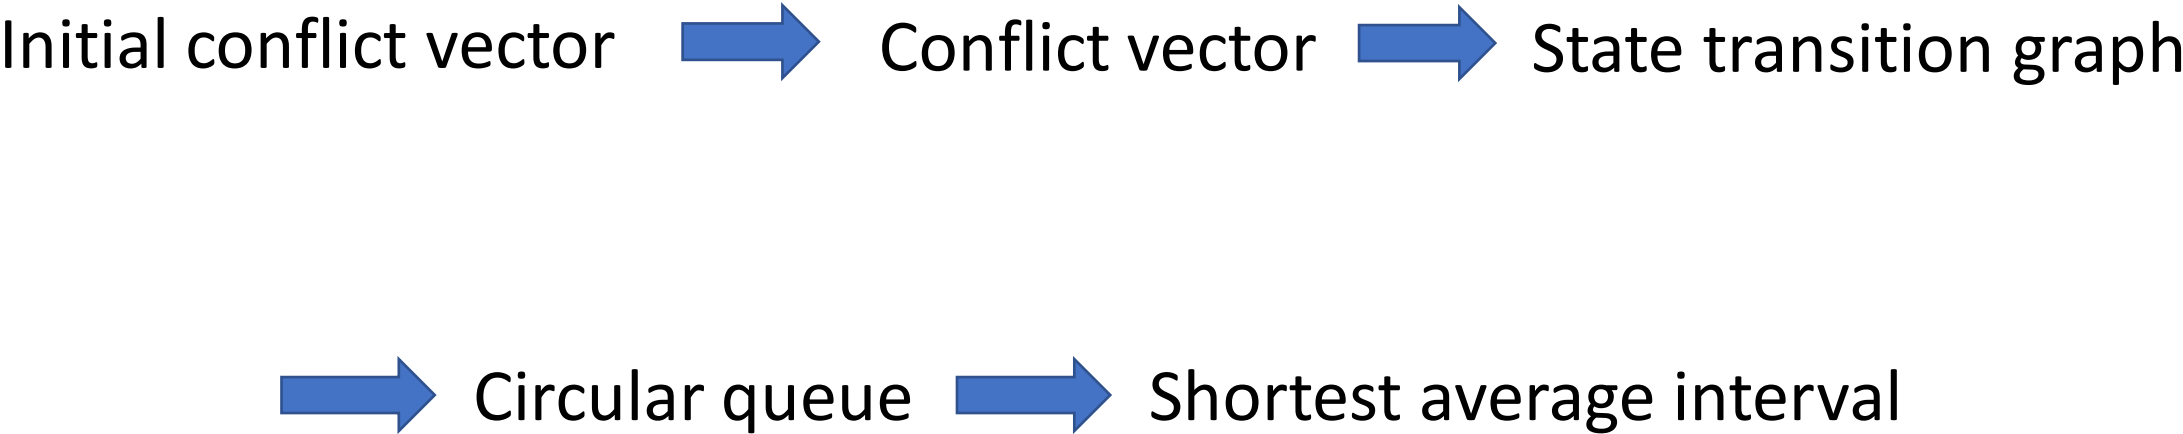 Initial conflict vector Conflict vector State transition graph
Circular queue Shortest average interval